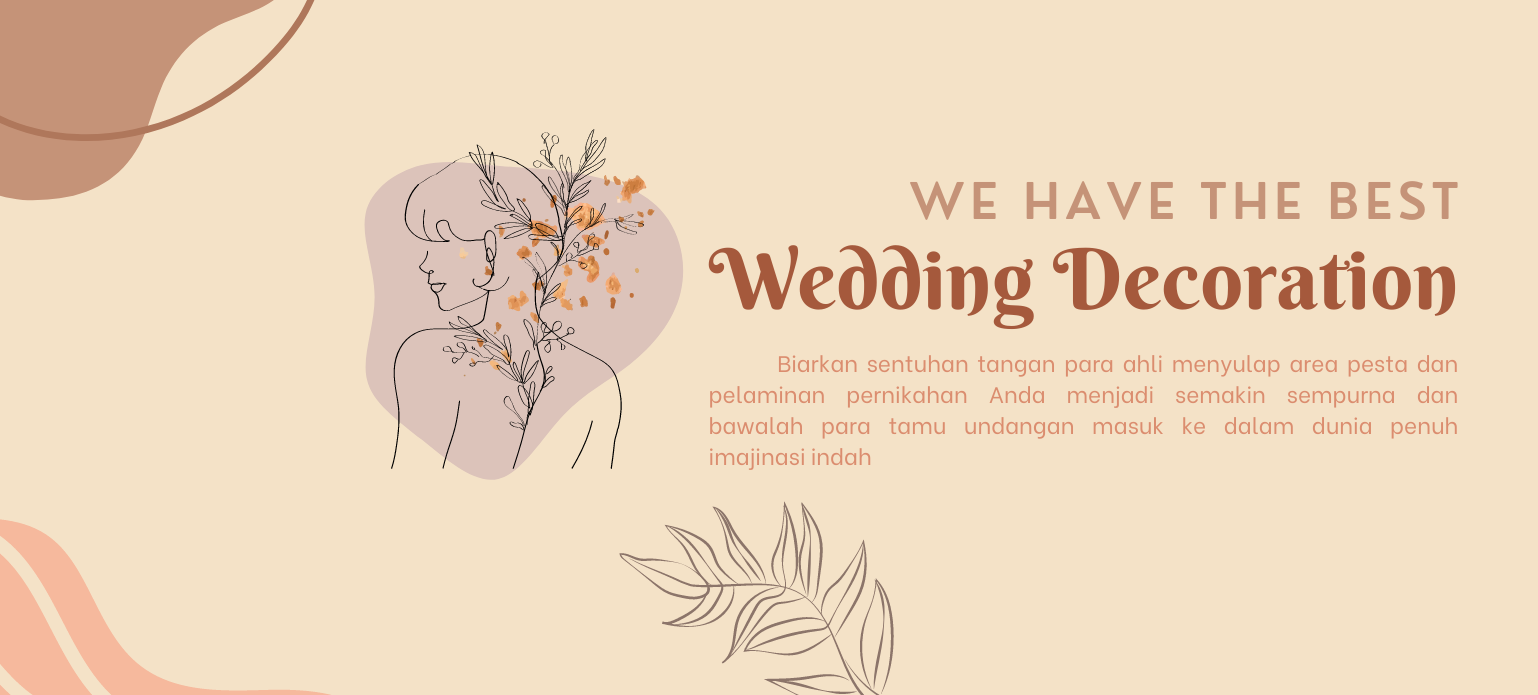 WE HAVE THE BEST
Wedding Decoration
Biarkan sentuhan tangan para ahli menyulap area pesta dan
pelaminan pernikahan Anda menjadi semakin sempurna dan
bawalah para tamu undangan masuk ke dalam dunia penuh
imajinasi indah